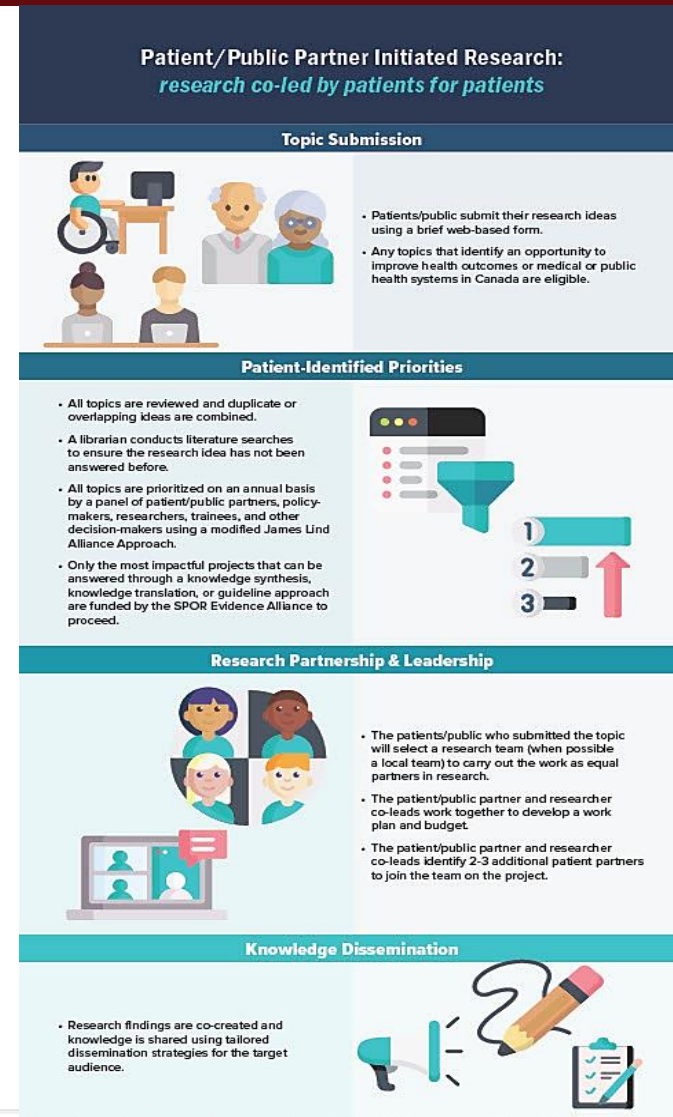 Patient/Public Partner Initiated Research:
research co-led by patients for patients
Topic Submission
• Patients/public submit their research ideas
using a brief web-based form.
• Any topics that identify an opportunity to
improve health outcomes or medical or public
health systems in Canada are eligible.
Patient-Identified Priorities
• All topics are reviewed and duplicate or
overlapping ideas are combined.
• A librarian conducts literature searches
to ensure the research idea has not been
answered before.
• All topics are prioritized on an annual basis
by a panel of patient/public partners, policy-
makers, researchers, trainees, and other
decision-makers using a modified James Lind
Alliance Approach.
• Only the most impactful projects that can be
answered through a knowledge synthesis,
knowledge translation, or guideline approach
are funded by the SPOR Evidence Alliance to
proceed.
1
2
3
Research Partnership & Leadership
• The patients/public who submitted the topic
will select a research team (when possible
a local team) to carry out the work as equal
partners in research.
• The patient/public partner and researcher
co-leads work together to develop a work
plan and budget.
• The patient/public partner and researcher
co-leads identify 2-3 additional patient partners
to join the team on the project.
Knowledge Dissemination
• Research findings are co-created and
knowledge is shared using tailored
dissemination strategies for the target
audience.